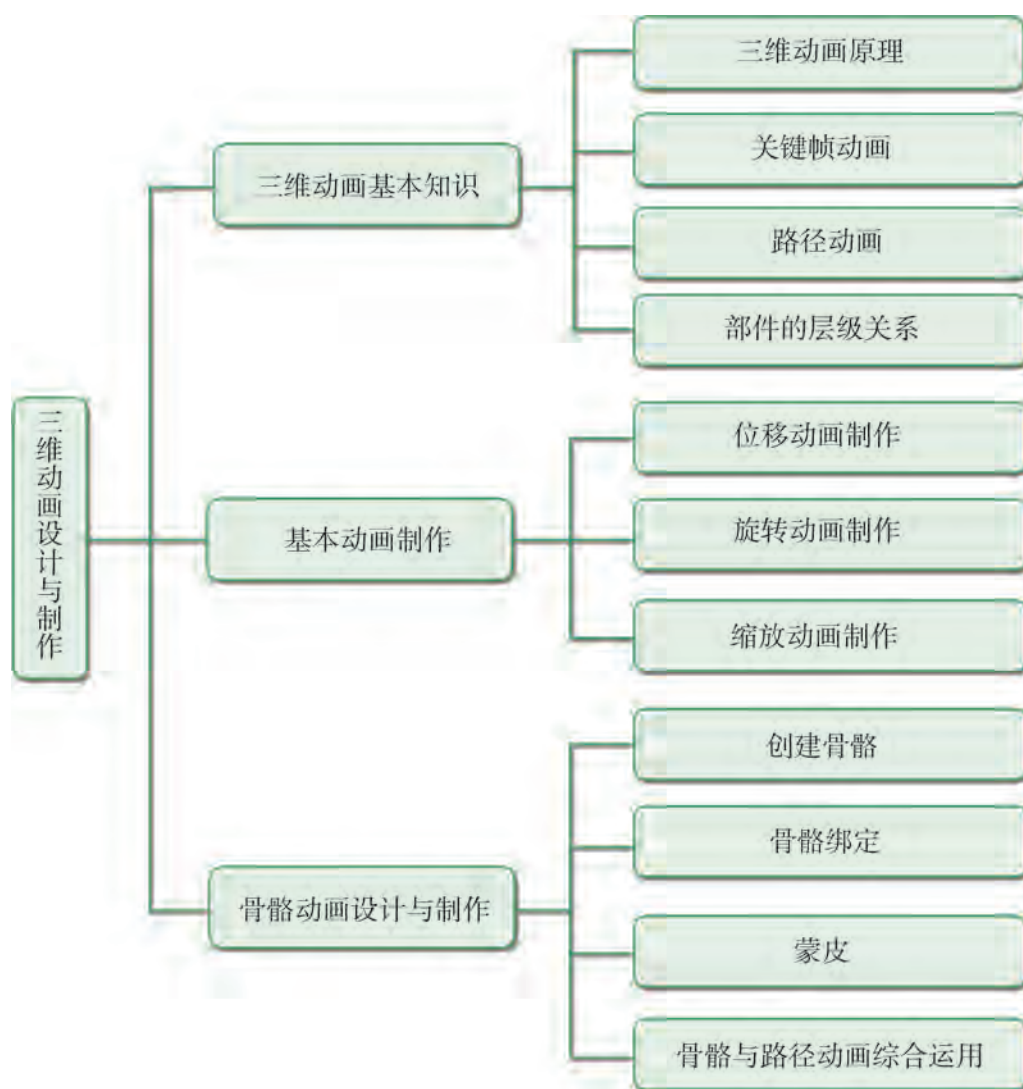 三维动画设计与制作
三维动画基本知识
三维动画原理
关键帧动画
路径动画
部件的层级关系
基本动画制作
位移动画制作
旋转动画制作
缩放动画制作
骨骼动画设计与制作
创建骨骼
骨骼绑定
蒙皮
骨骼与路径动画综合运用